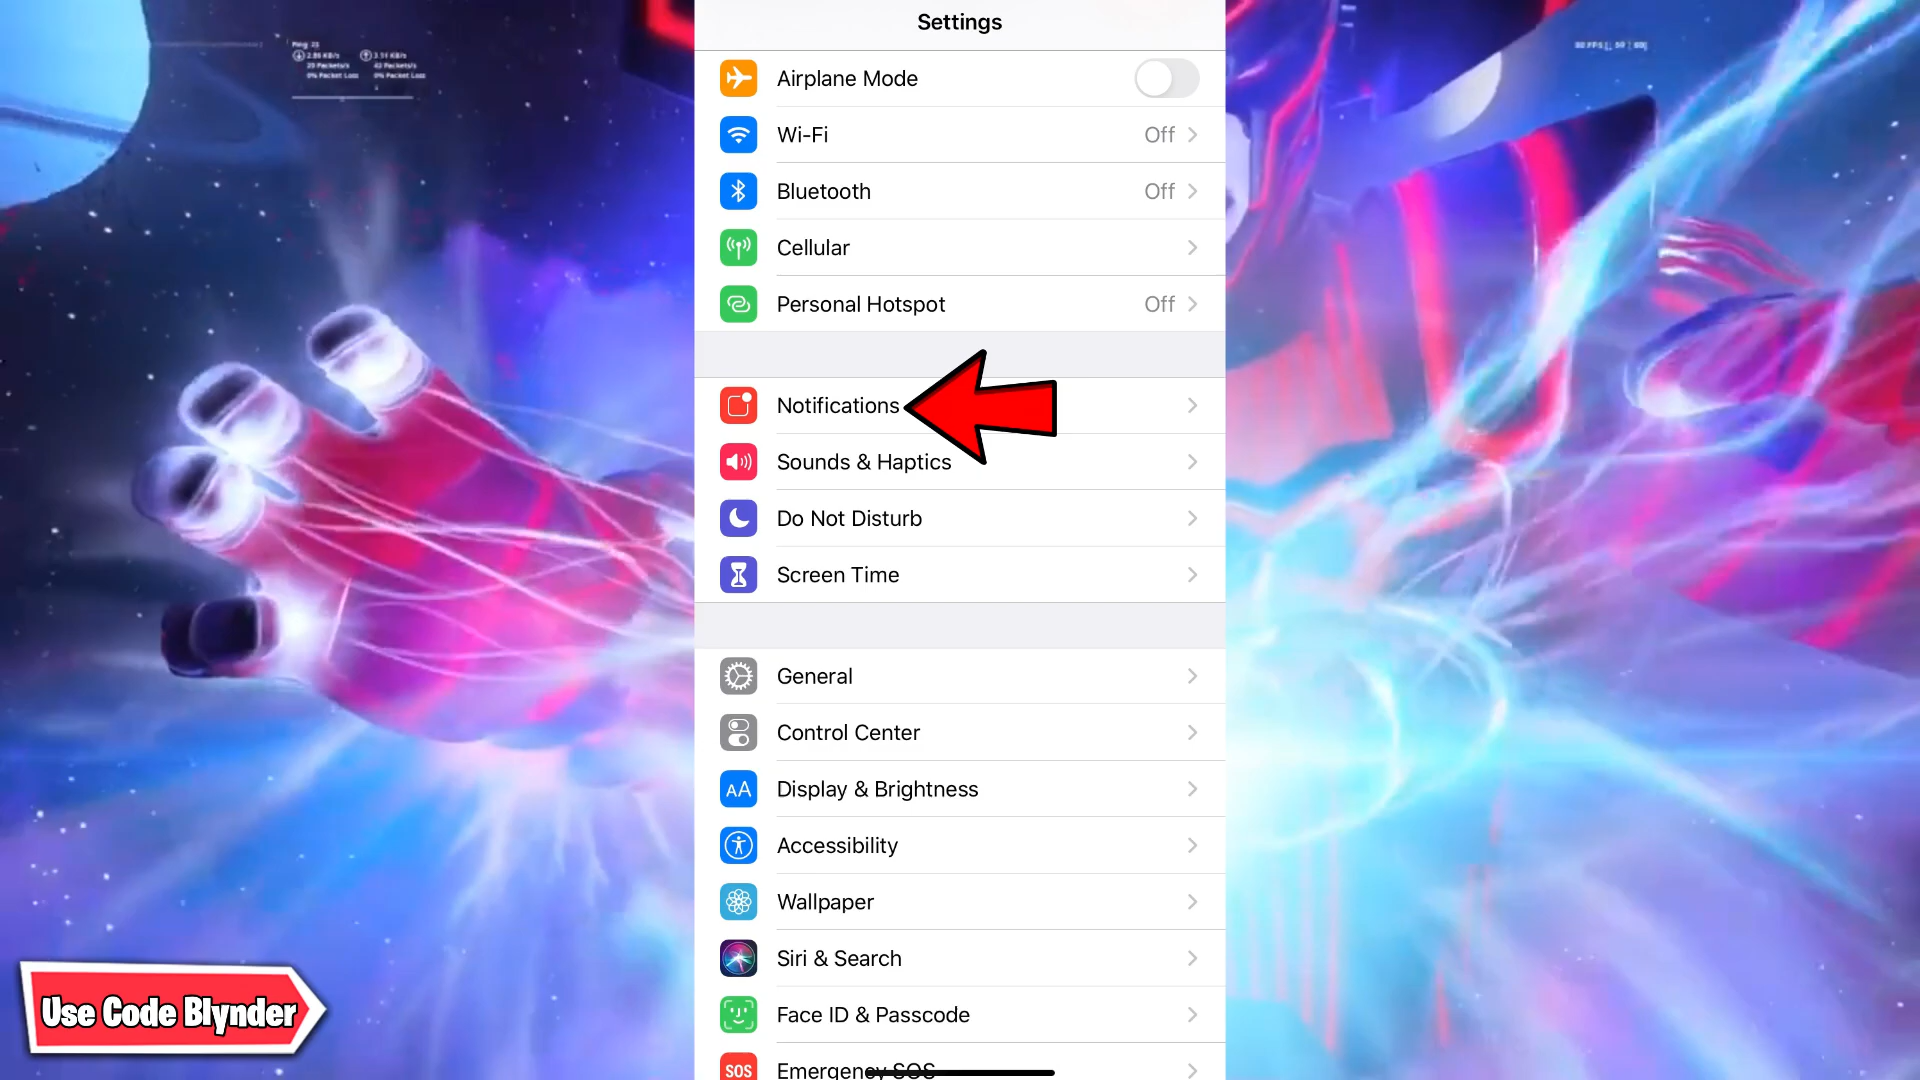 Settings
Airplane Mode
Wi-Fi Off
Bluetooth Off
Cellular
Personal Hotspot Off
Notifications
Sounds & Haptics
Do Not Disturb
Screen Time
General
Control Center
AA Display & Brightness
Accessibility
Wallpaper
Siri & Search
Face ID & Passcode
SOS Emergency SOS
Use Code Blynder